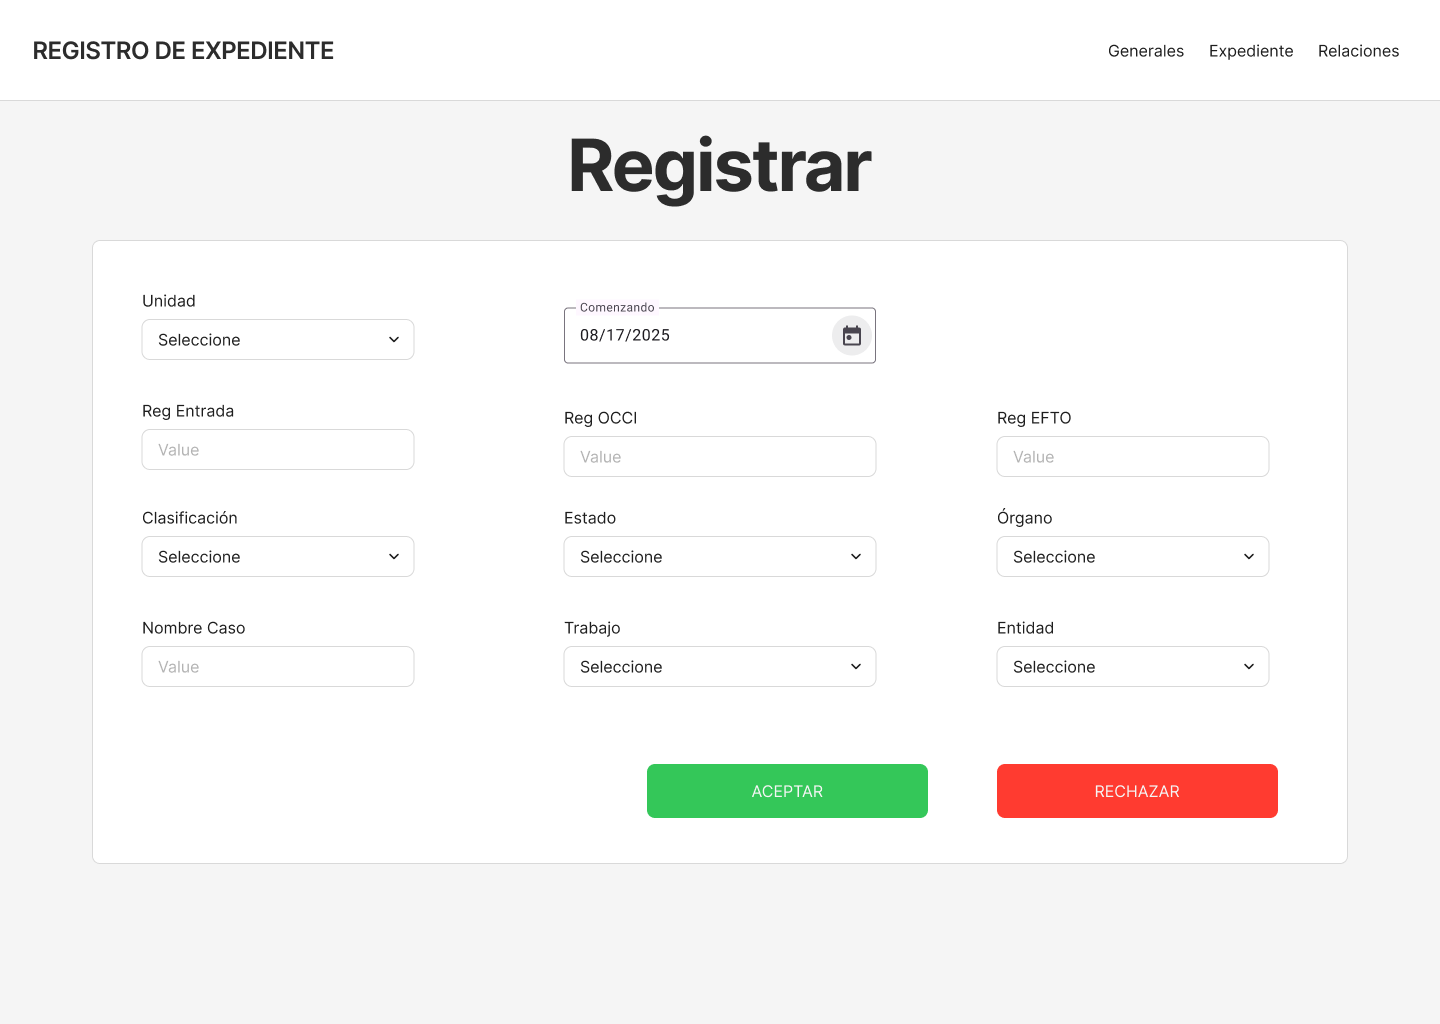 REGISTRO DE EXPEDIENTE
Generales Expediente Relaciones
Registrar
Unidad
Seleccione
Comenzando
08/17/2025
Reg Entrada
Value
Reg OCCI
Value
Reg EFTO
Value
Clasificación
Seleccione
Estado
Seleccione
Órgano
Seleccione
Nombre Caso
Value
Trabajo
Seleccione
Entidad
Seleccione
ACEPTAR
RECHAZAR